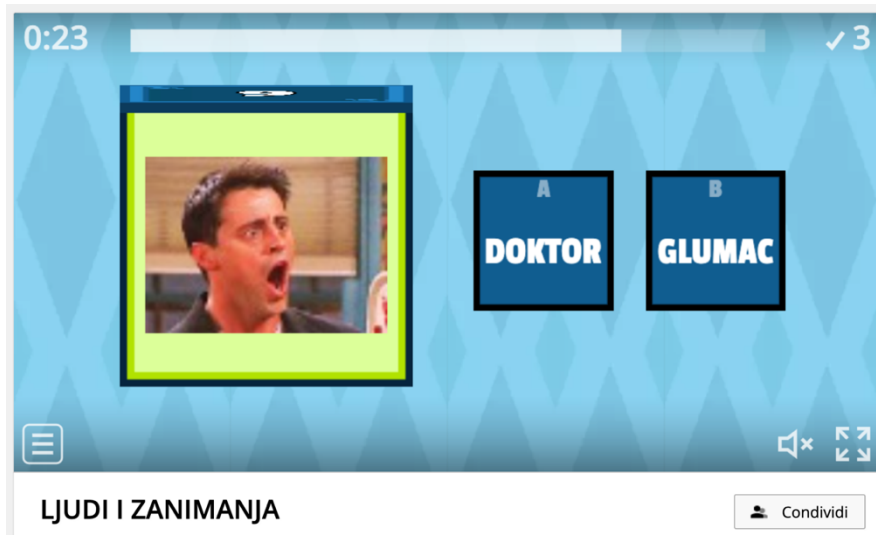 0:23
✓ 3
A
DOKTOR
B
GLUMAC
LJUDI I ZANIMANJA
Condividi